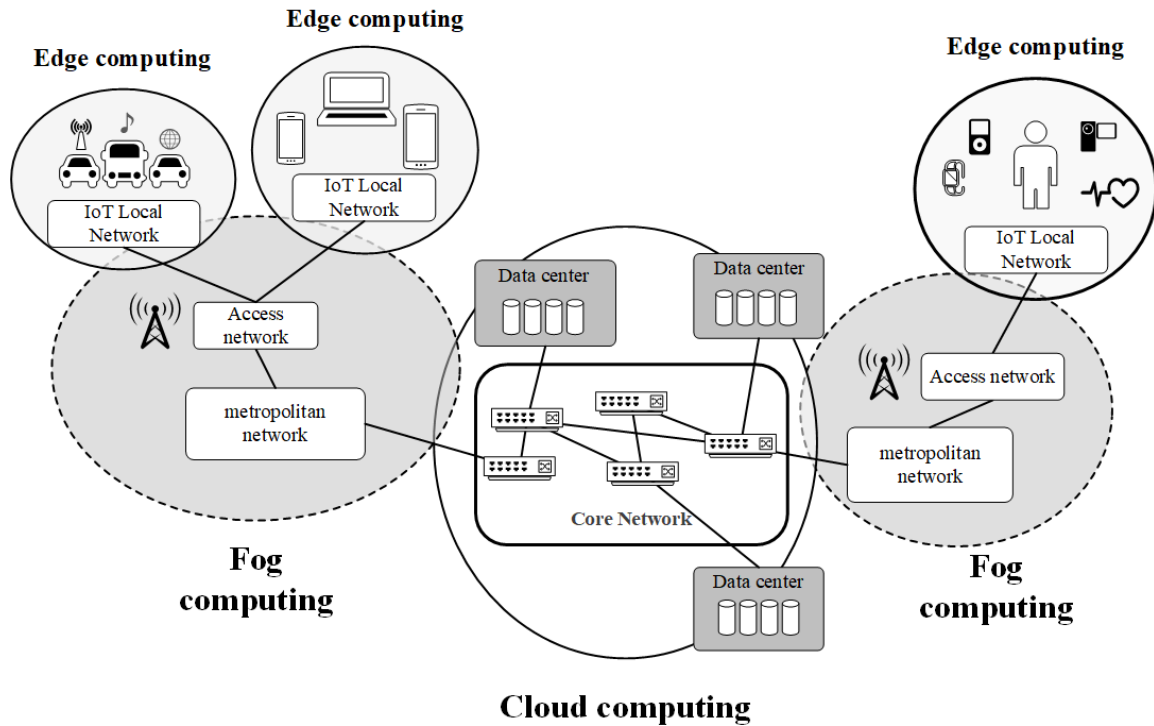 Edge computing
Edge computing
Edge computing
IoT Local
Network
IoT Local
Network
IoT Local
Network
Data center
Data center
Access
network
Access network
metropolitan
network
metropolitan
network
Core Network
Data center
Fog
computing
Fog
computing
Cloud computing